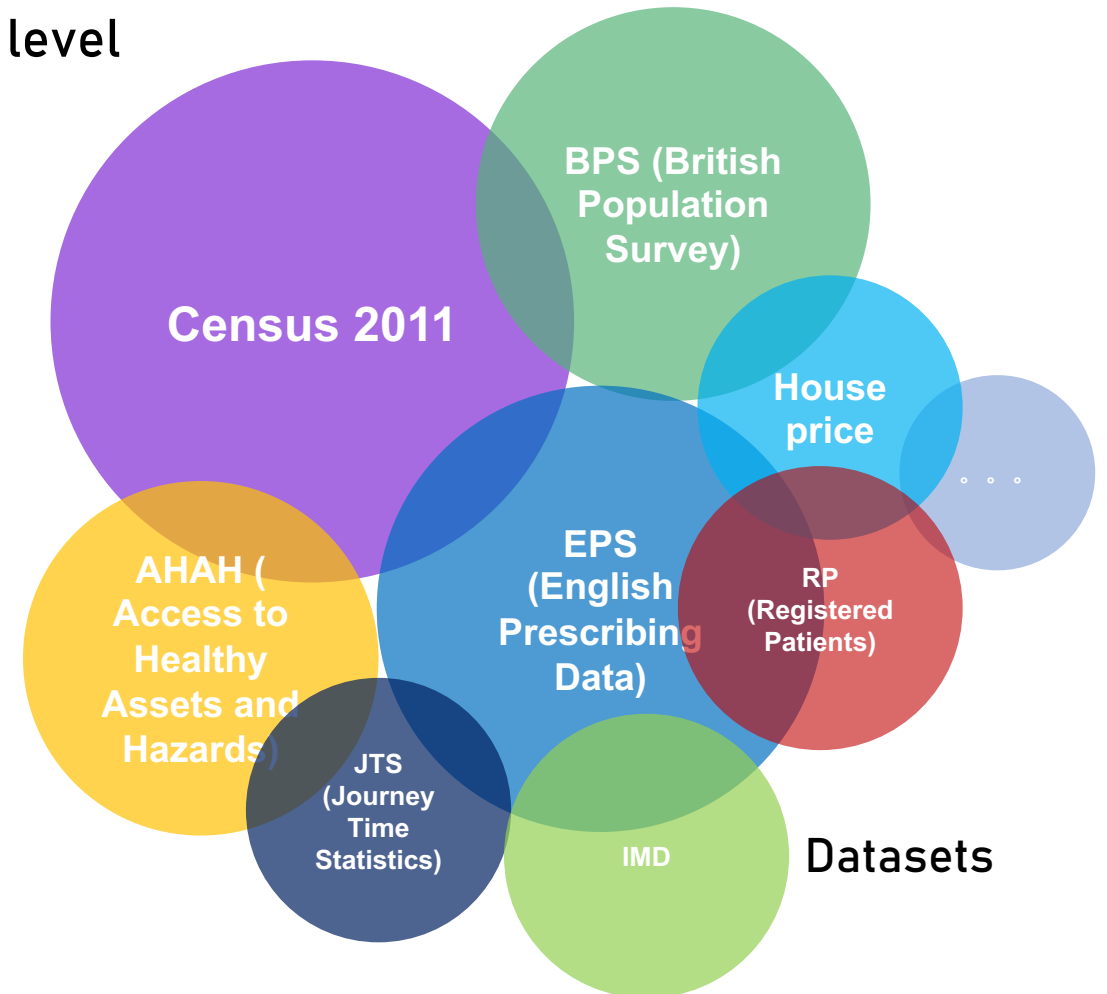 level
BPS (British
Population
Survey)
Census 2011
House
price
。。。
EPS
(English
Prescribing
Data)
AHAH (
Access to
Healthy
Assets and
Hazards)
RP
(Registered
Patients)
JTS
(Journey
Time
Statistics)
IMD
Datasets